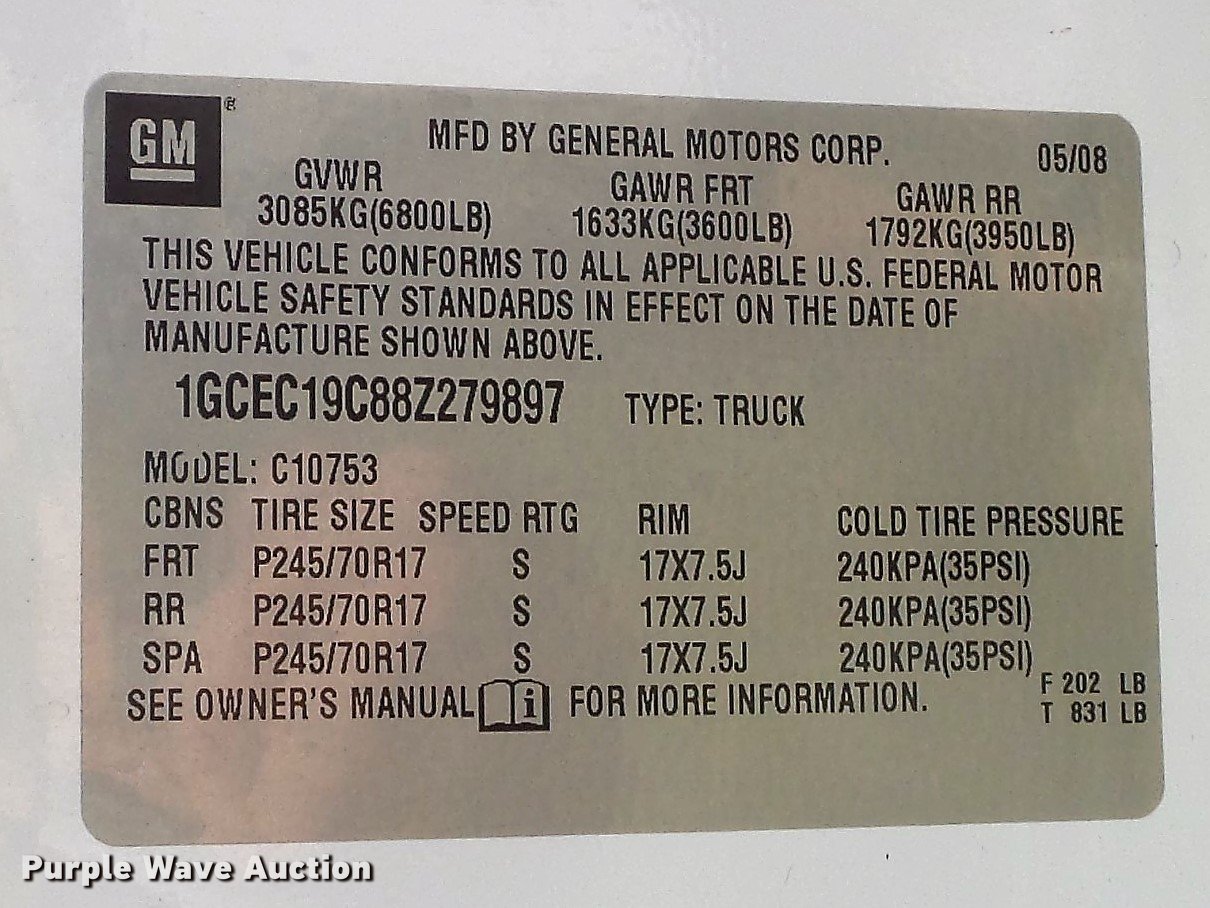 GM ®
MFD BY GENERAL MOTORS CORP. 05/08
GVWR GAWR FRT GAWR RR
3085KG(6800LB) 1633KG(3600LB) 1792KG(3950LB)
THIS VEHICLE CONFORMS TO ALL APPLICABLE U.S. FEDERAL MOTOR
VEHICLE SAFETY STANDARDS IN EFFECT ON THE DATE OF
MANUFACTURE SHOWN ABOVE.
1GCEC19C88Z279897 TYPE: TRUCK
MODEL: C10753
CBNS TIRE SIZE SPEED RTG RIM COLD TIRE PRESSURE
FRT P245/70R17 S 17X7.5J 240KPA(35PSI)
RR P245/70R17 S 17X7.5J 240KPA(35PSI)
SPA P245/70R17 S 17X7.5J 240KPA(35PSI)
SEE OWNER'S MANUAL i FOR MORE INFORMATION.
F 202 LB
T 831 LB
Purple Wave Auction